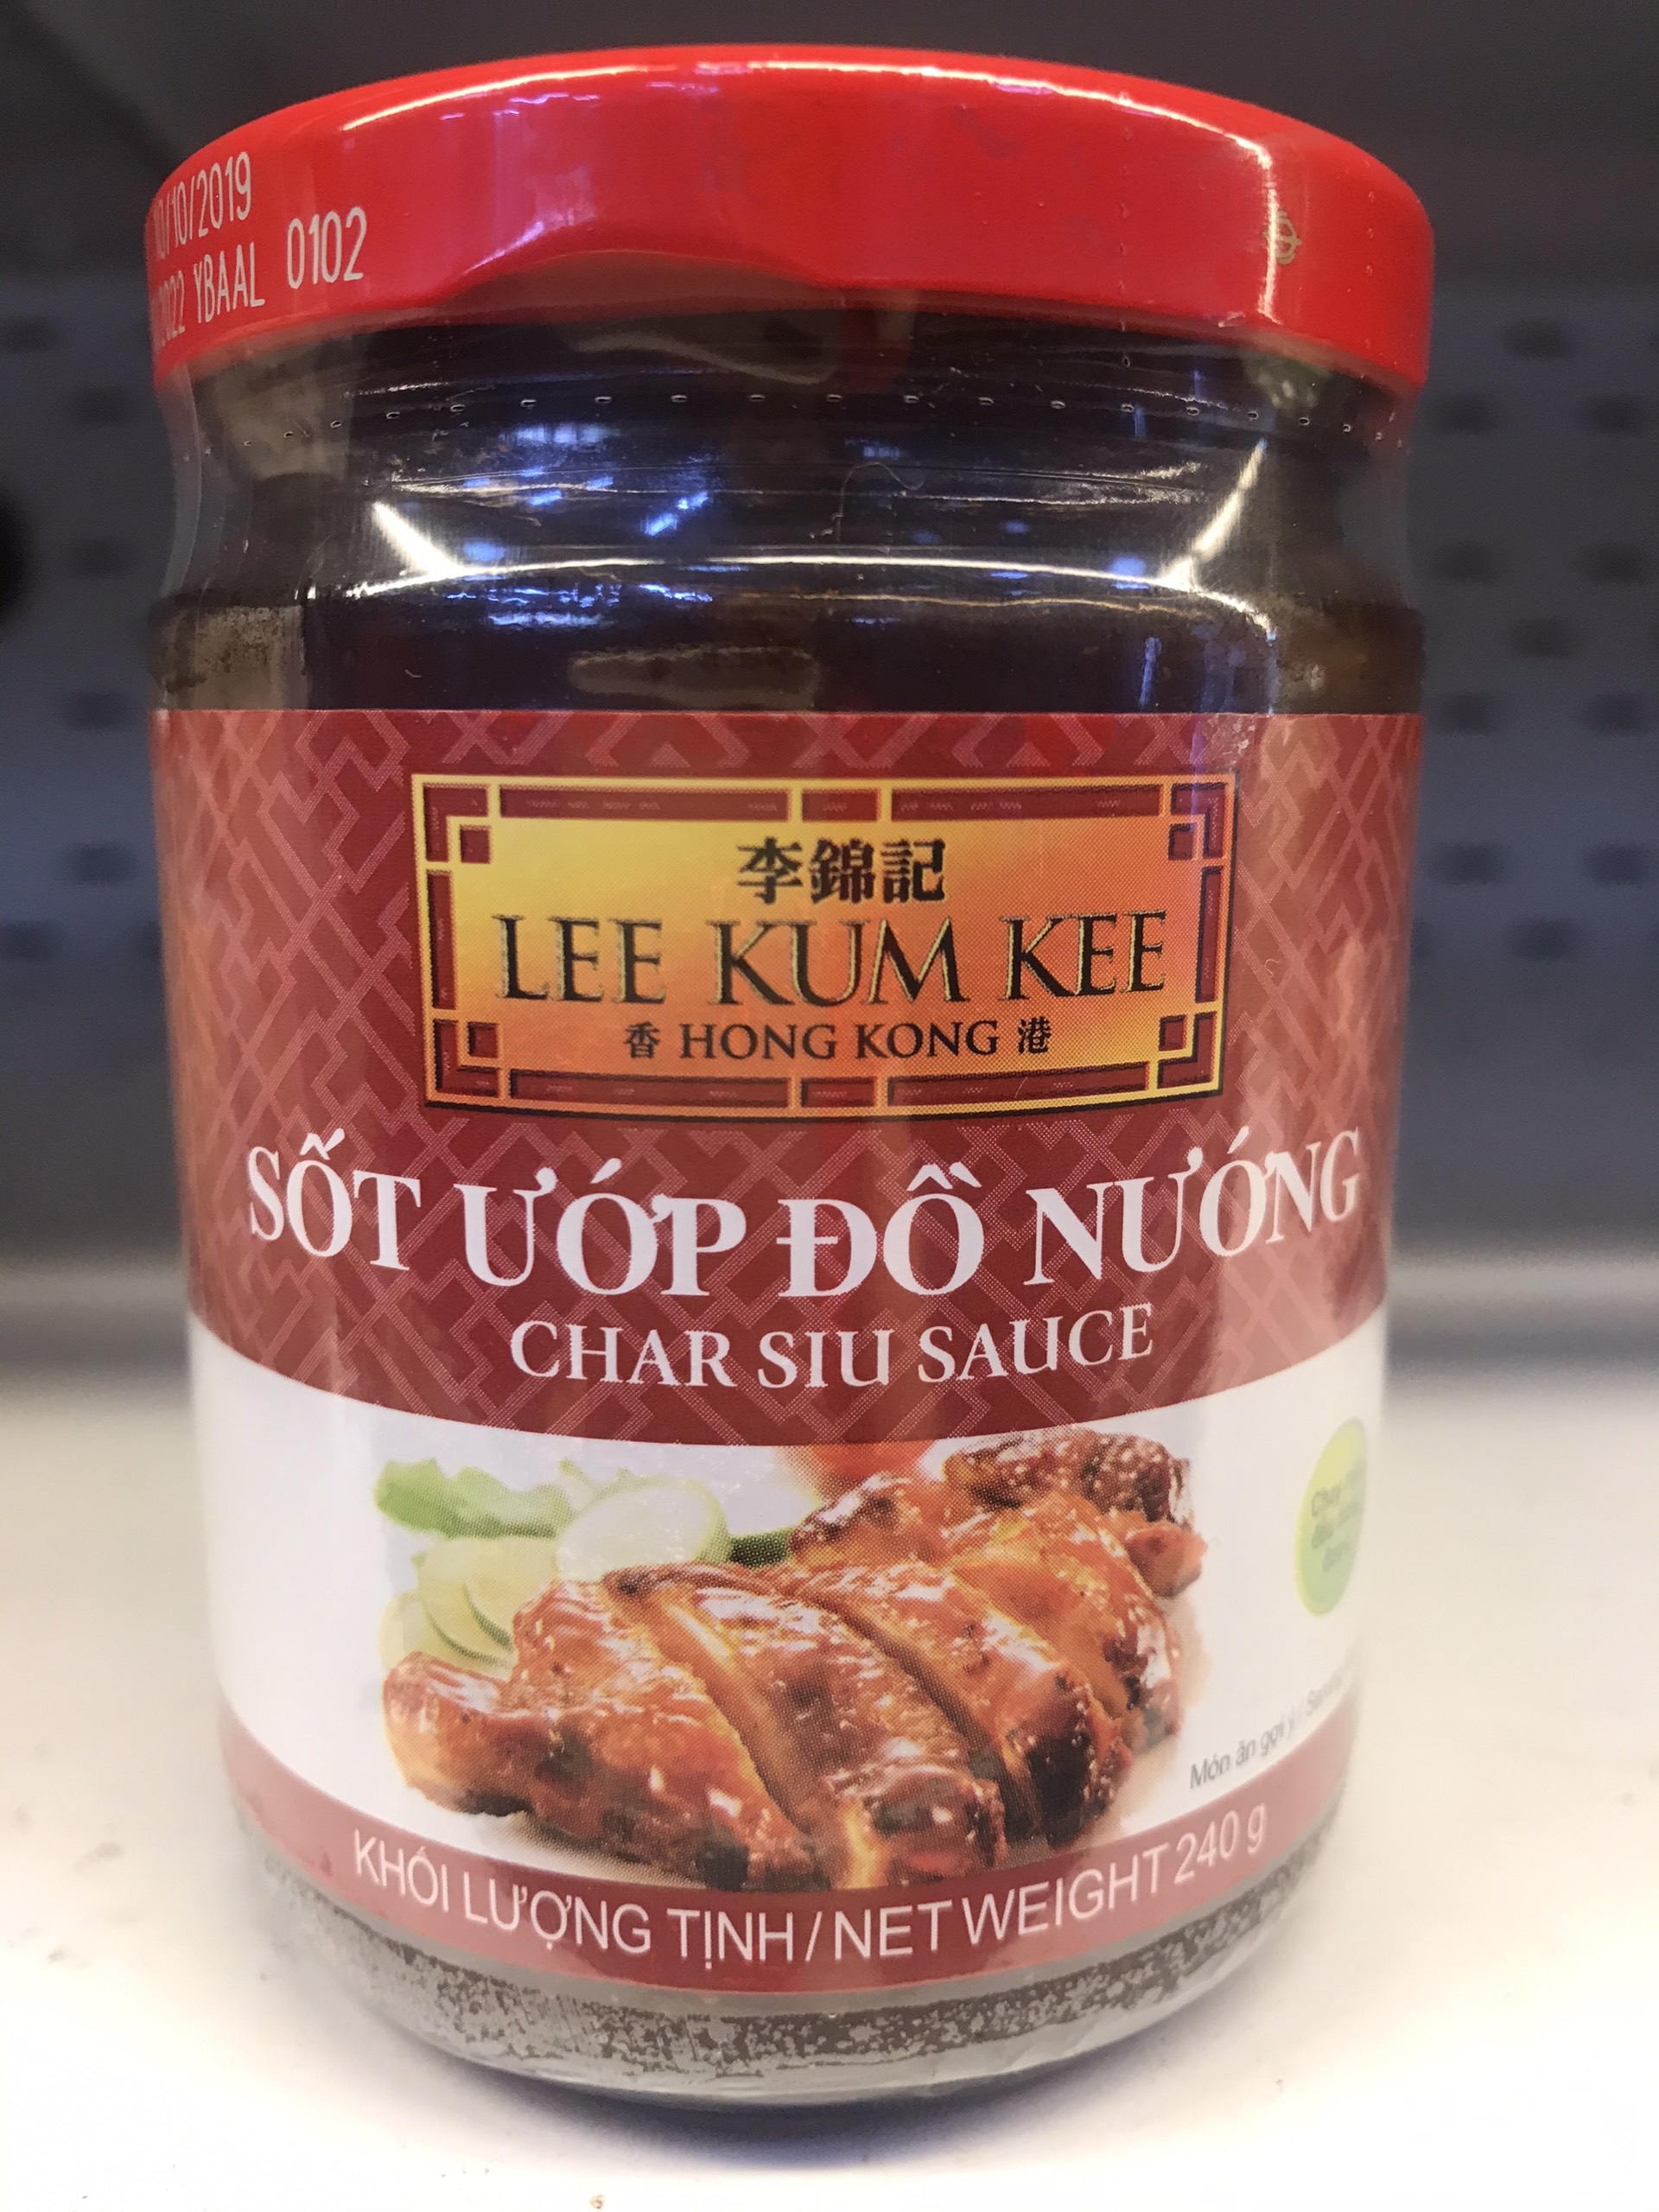 10/10/2019
2022 YBAAL 0102
李錦記
LEE KUM KEE
香 HONG KONG 港
SỐT ƯỚP ĐỒ NƯỚNG
CHAR SIU SAUCE
Chay
Món ăn gợi ý /
KHỐI LƯỢNG TỊNH / NET WEIGHT 240 g